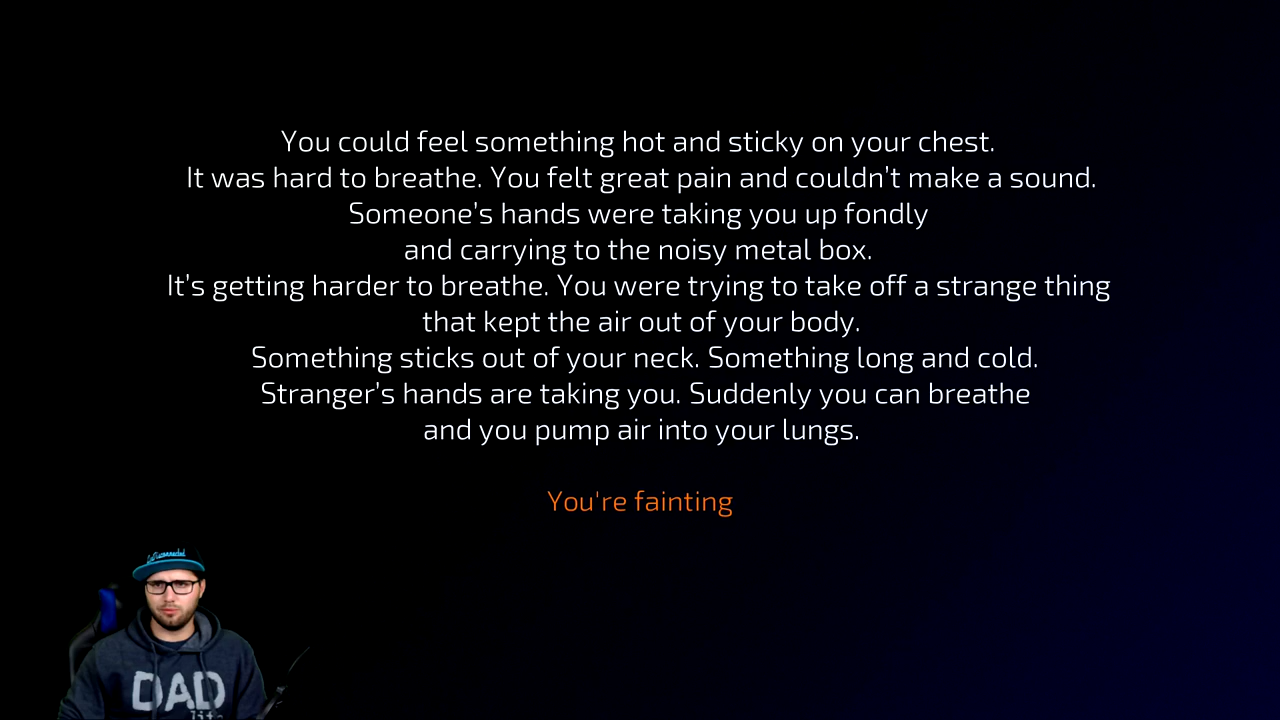 You could feel something hot and sticky on your chest.
It was hard to breathe. You felt great pain and couldn't make a sound.
Someone's hands were taking you up fondly
and carrying to the noisy metal box.
It's getting harder to breathe. You were trying to take off a strange thing
that kept the air out of your body.
Something sticks out of your neck. Something long and cold.
Stranger's hands are taking you. Suddenly you can breathe
and you pump air into your lungs.
You're fainting
DAD
life